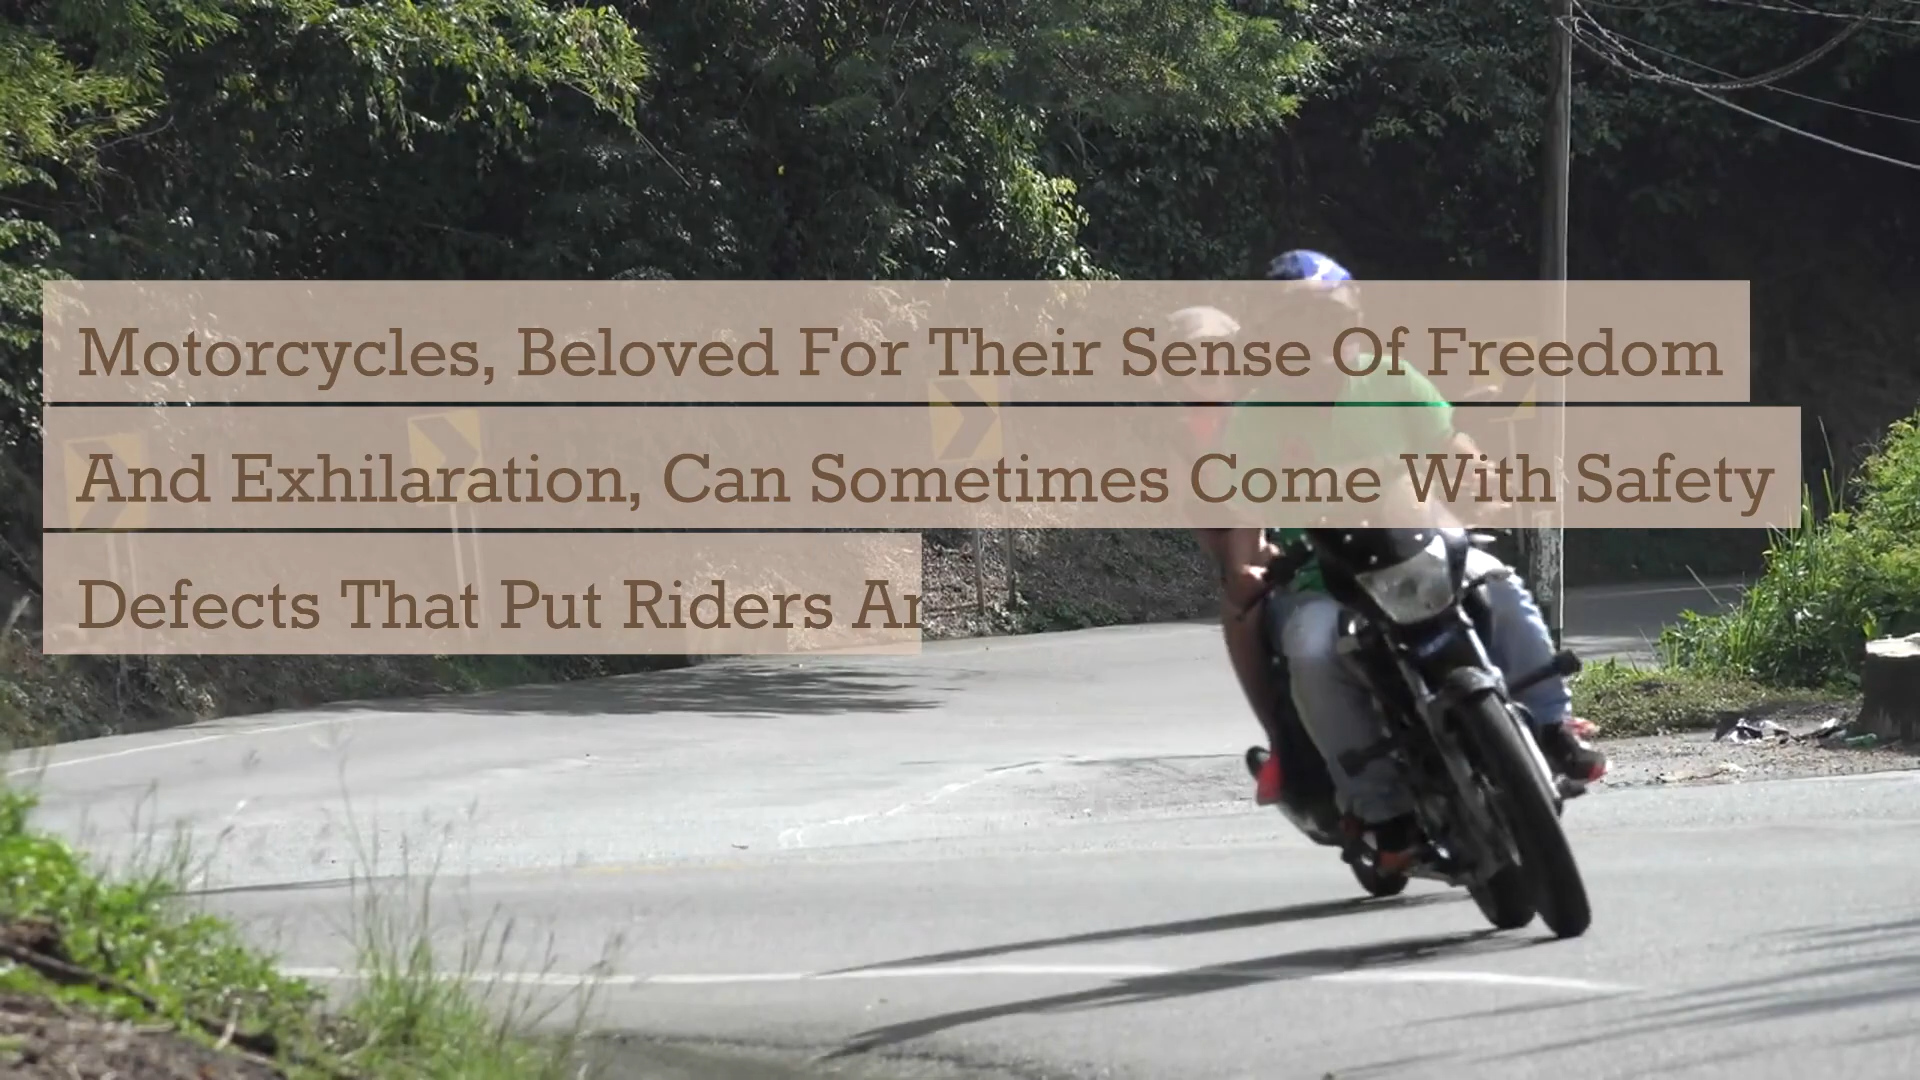 Motorcycles, Beloved For Their Sense Of Freedom
And Exhilaration, Can Sometimes Come With Safety
Defects That Put Riders